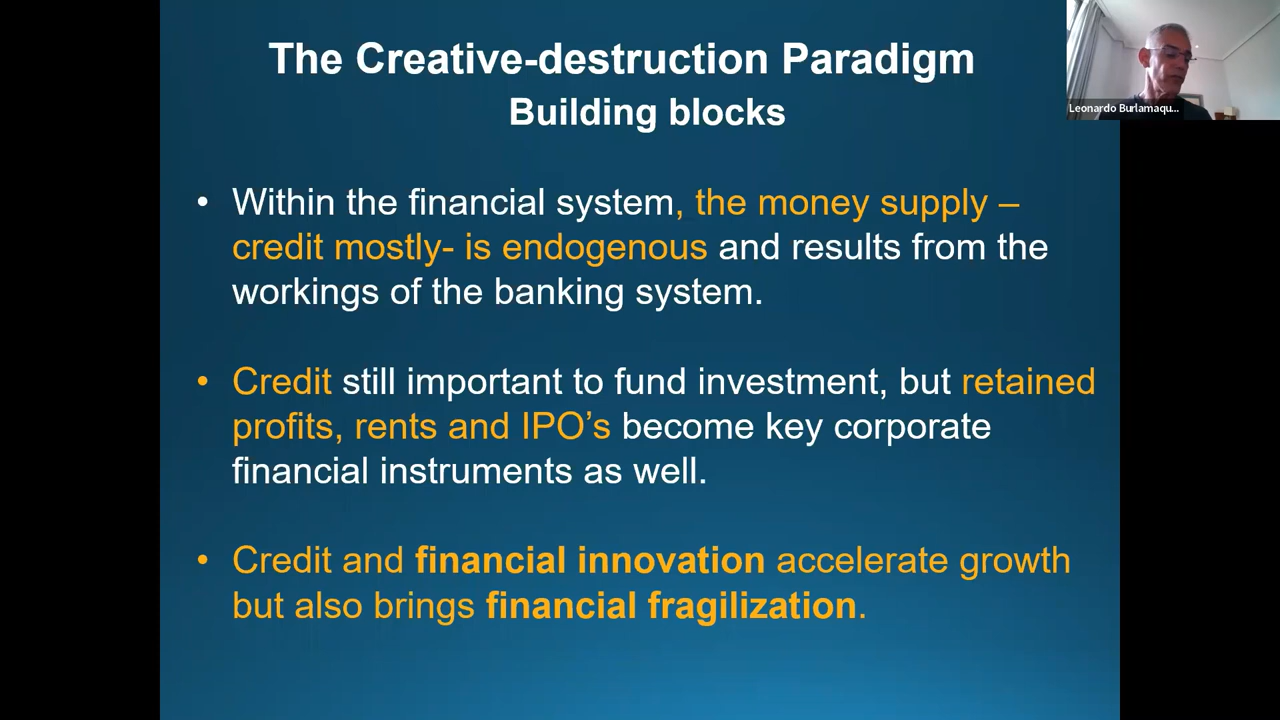 The Creative-destruction Paradigm
Building blocks
Leonardo Burlamaqu...
• Within the financial system, the money supply –
credit mostly- is endogenous and results from the
workings of the banking system.
• Credit still important to fund investment, but retained
profits, rents and IPO’s become key corporate
financial instruments as well.
• Credit and financial innovation accelerate growth
but also brings financial fragilization.